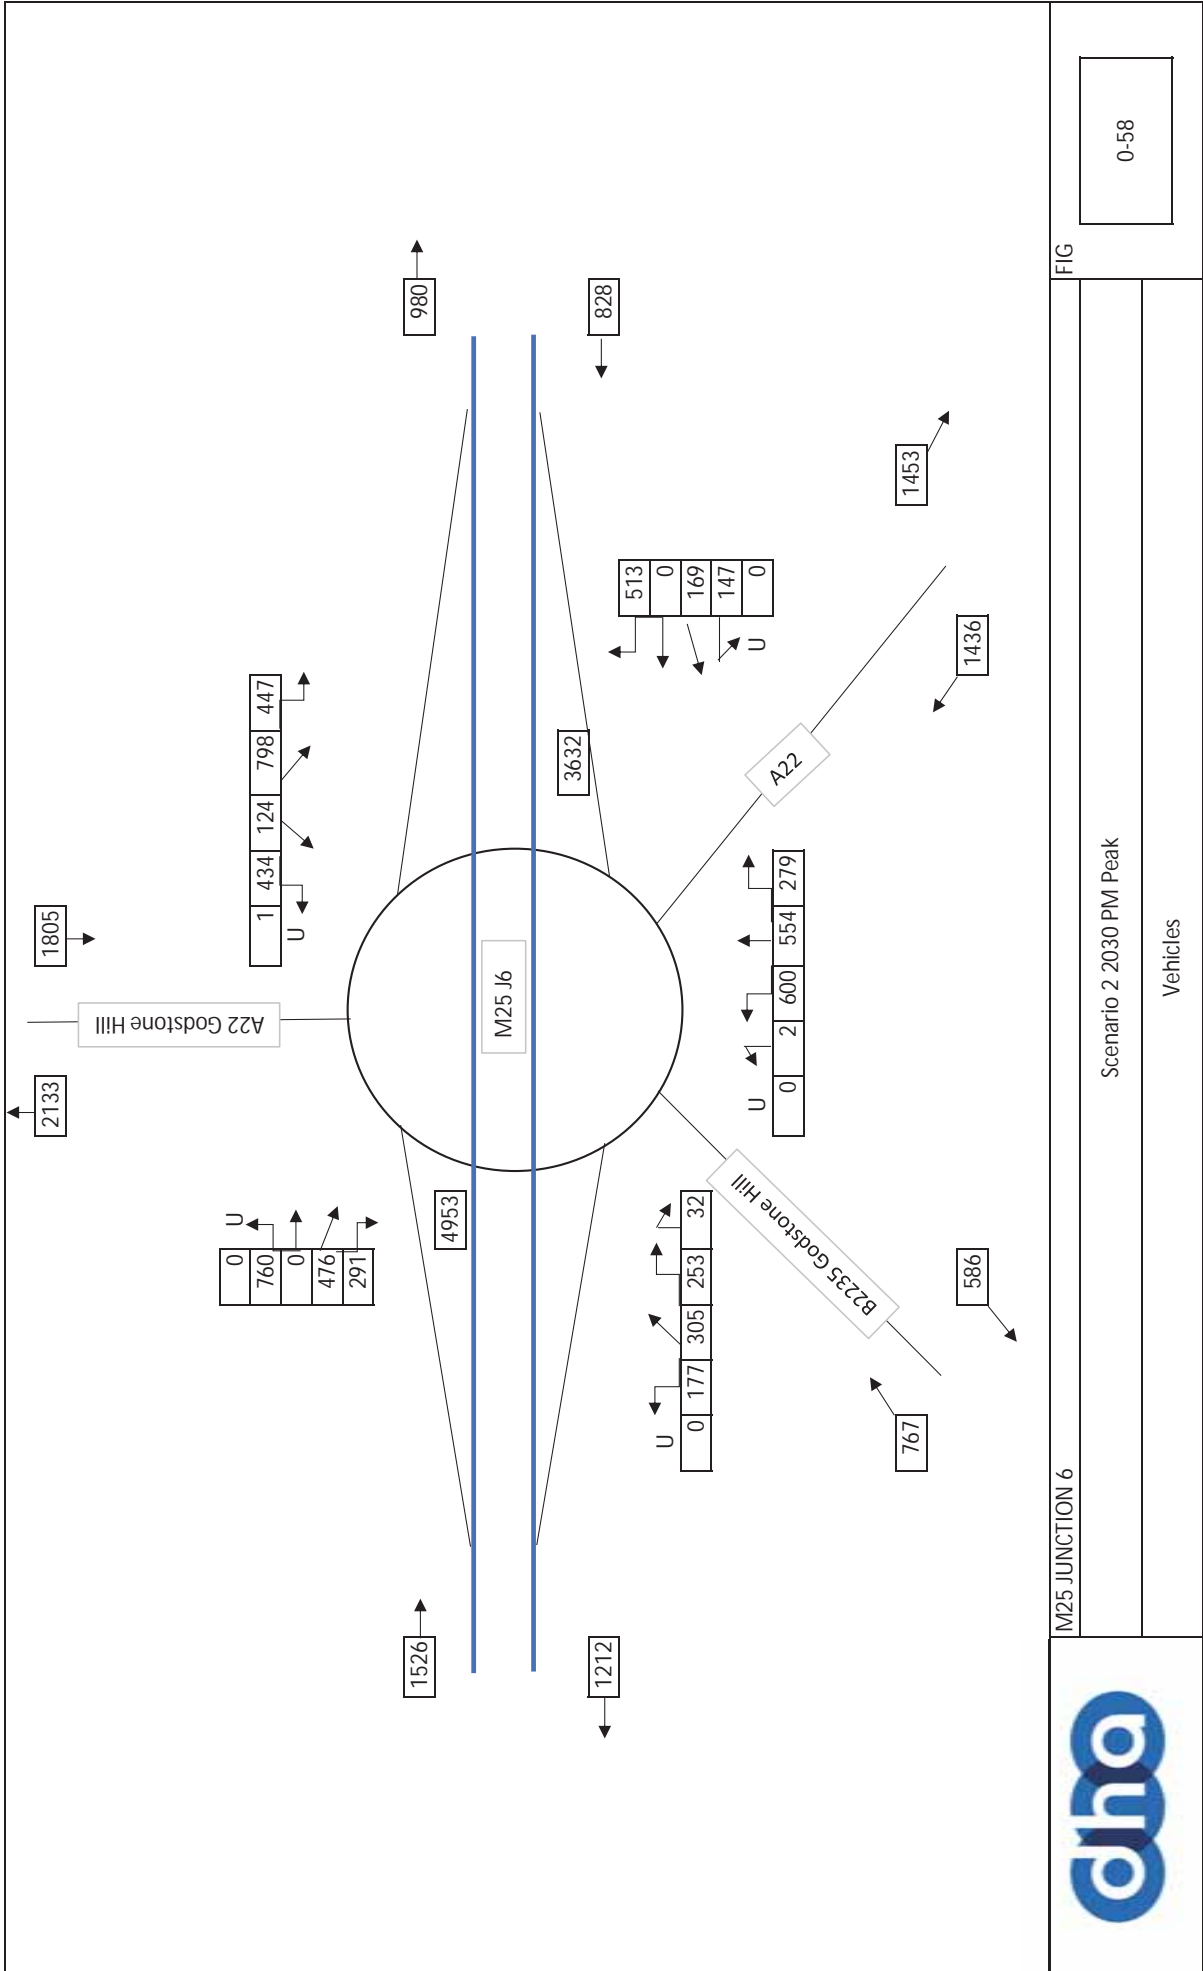 2133
1805
A22 Godstone Hill
1 434 124 798 447
U
0
760
0
476
291
U
1526
980
4953
M25 J6
3632
1212
828
513
0
169
147
0
U
U
0 177 305 253 32
U
0 2 600 554 279
B2235 Godstone Hill
A22
767
586
1436
1453
dha
M25 JUNCTION 6
Scenario 2 2030 PM Peak
Vehicles
FIG
0-58